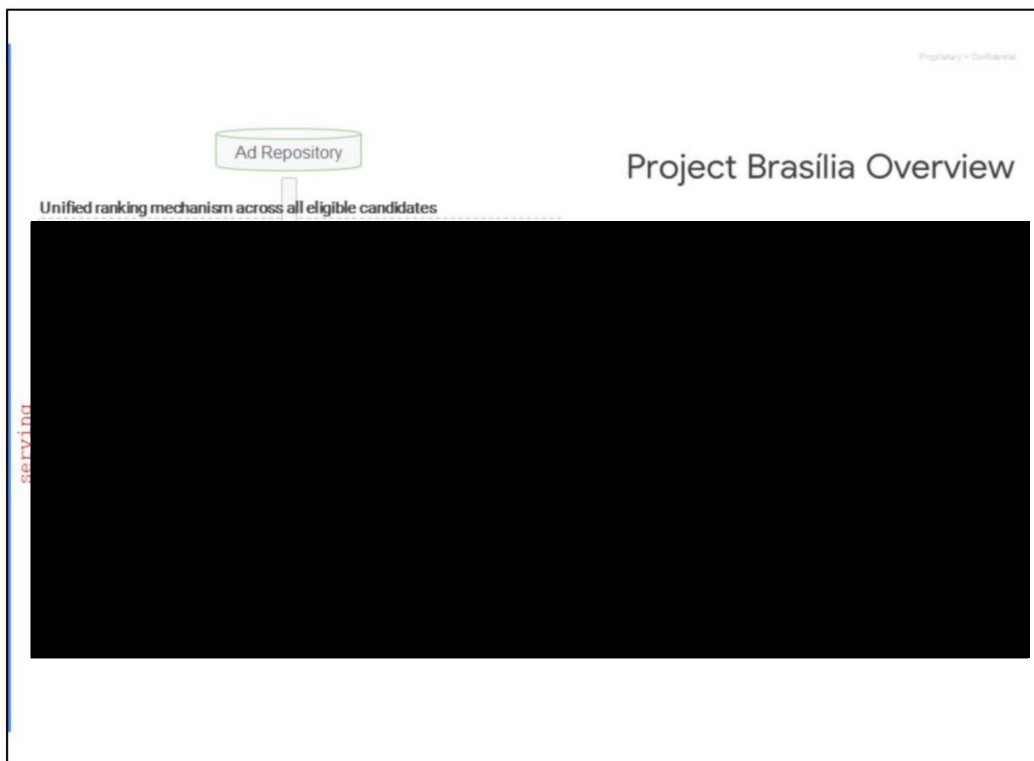 Proprietary + Confidential
Ad Repository
Project Brasília Overview
Unified ranking mechanism across all eligible candidates
serving